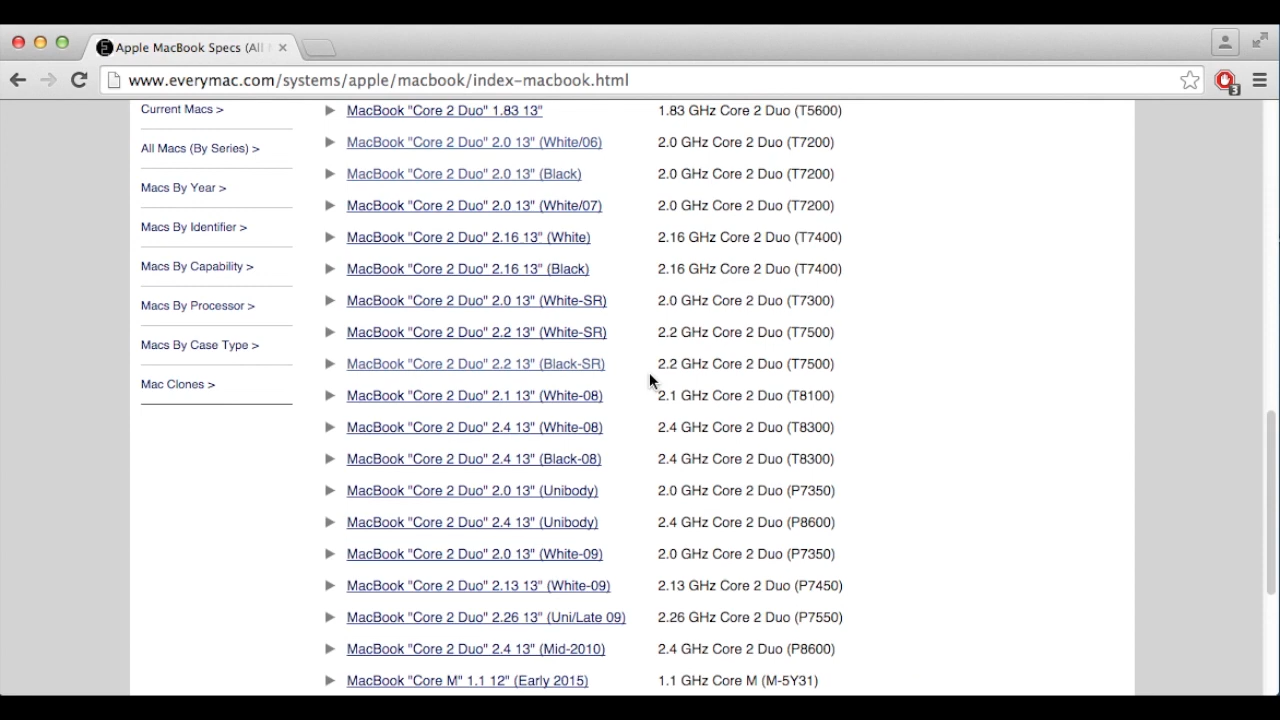 Apple MacBook Specs (All
www.everymac.com/systems/apple/macbook/index-macbook.html
3
Current Macs >
All Macs (By Series) >
Macs By Year >
Macs By Identifier >
Macs By Capability >
Macs By Processor >
Macs By Case Type >
Mac Clones >
MacBook "Core 2 Duo" 1.83 13" 1.83 GHz Core 2 Duo (T5600)
MacBook "Core 2 Duo" 2.0 13" (White/06) 2.0 GHz Core 2 Duo (T7200)
MacBook "Core 2 Duo" 2.0 13" (Black) 2.0 GHz Core 2 Duo (T7200)
MacBook "Core 2 Duo" 2.0 13" (White/07) 2.0 GHz Core 2 Duo (T7200)
MacBook "Core 2 Duo" 2.16 13" (White) 2.16 GHz Core 2 Duo (T7400)
MacBook "Core 2 Duo" 2.16 13" (Black) 2.16 GHz Core 2 Duo (T7400)
MacBook "Core 2 Duo" 2.0 13" (White-SR) 2.0 GHz Core 2 Duo (T7300)
MacBook "Core 2 Duo" 2.2 13" (White-SR) 2.2 GHz Core 2 Duo (T7500)
MacBook "Core 2 Duo" 2.2 13" (Black-SR) 2.2 GHz Core 2 Duo (T7500)
MacBook "Core 2 Duo" 2.1 13" (White-08) 2.1 GHz Core 2 Duo (T8100)
MacBook "Core 2 Duo" 2.4 13" (White-08) 2.4 GHz Core 2 Duo (T8300)
MacBook "Core 2 Duo" 2.4 13" (Black-08) 2.4 GHz Core 2 Duo (T8300)
MacBook "Core 2 Duo" 2.0 13" (Unibody) 2.0 GHz Core 2 Duo (P7350)
MacBook "Core 2 Duo" 2.4 13" (Unibody) 2.4 GHz Core 2 Duo (P8600)
MacBook "Core 2 Duo" 2.0 13" (White-09) 2.0 GHz Core 2 Duo (P7350)
MacBook "Core 2 Duo" 2.13 13" (White-09) 2.13 GHz Core 2 Duo (P7450)
MacBook "Core 2 Duo" 2.26 13" (Uni/Late 09) 2.26 GHz Core 2 Duo (P7550)
MacBook "Core 2 Duo" 2.4 13" (Mid-2010) 2.4 GHz Core 2 Duo (P8600)
MacBook "Core M" 1.1 12" (Early 2015) 1.1 GHz Core M (M-5Y31)